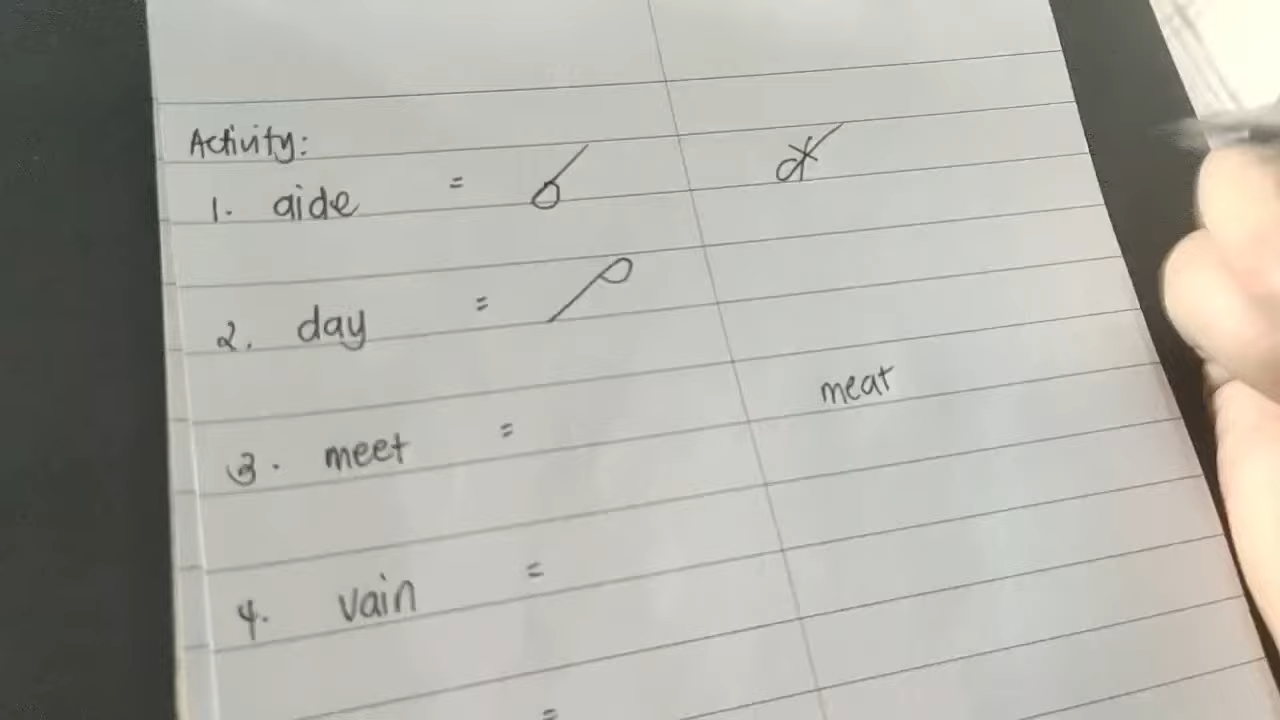 Activity:
1. aide =
2. day =
3. meet = meat
4. vain =
=